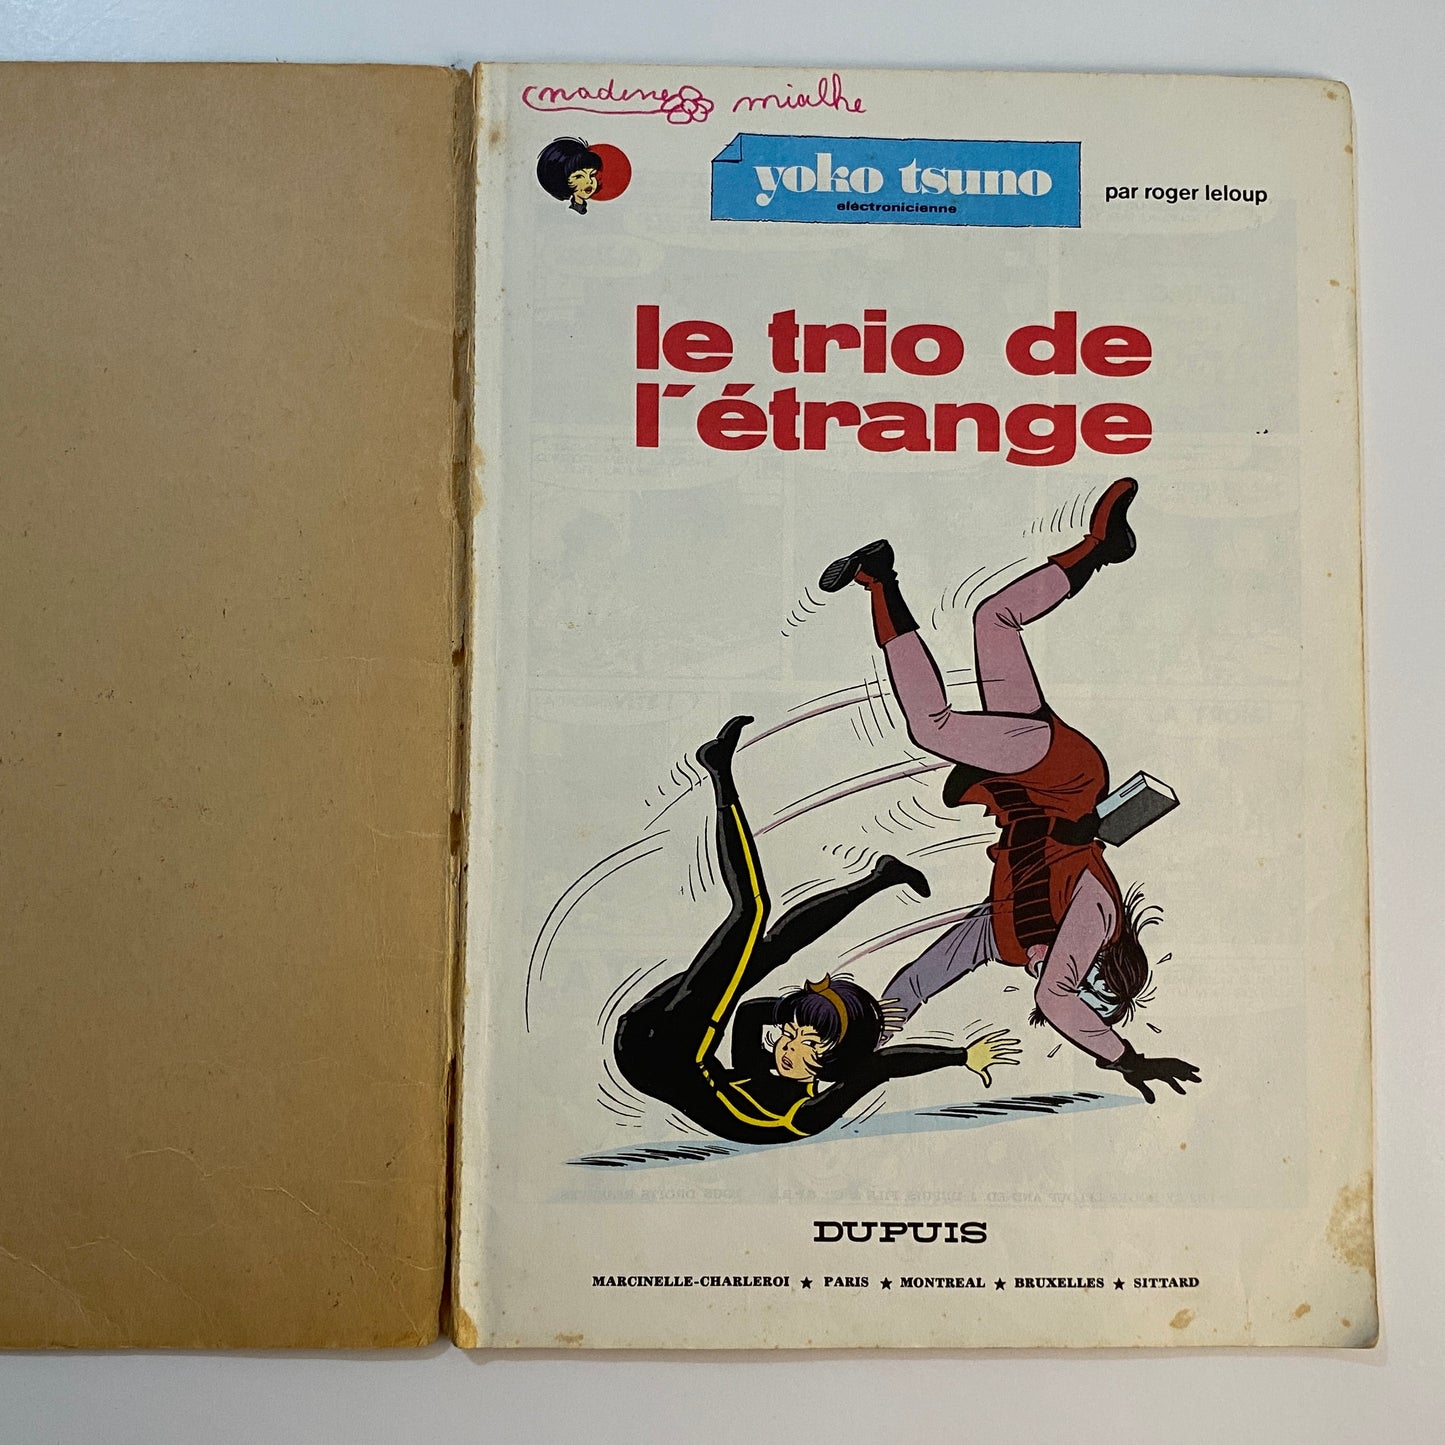 nadine mialhe
yoko tsuno
électronicienne
par roger leloup
le trio de
l'étrange
DUPUIS
MARCINELLE-CHARLEROI ★ PARIS ★ MONTREAL ★ BRUXELLES ★ SITTARD